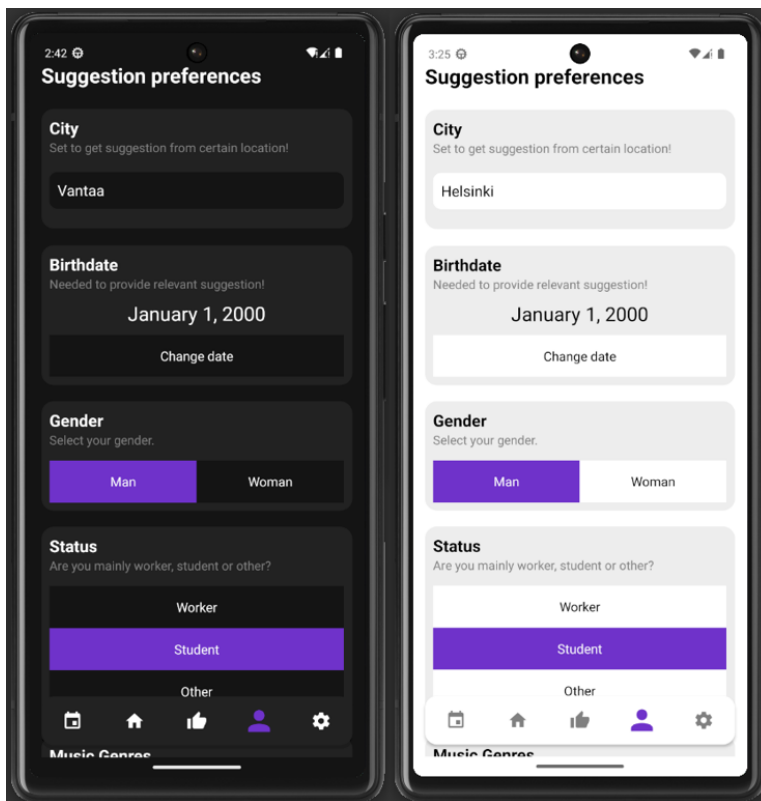 2:42
Suggestion preferences
City
Set to get suggestion from certain location!
Vantaa
Birthdate
Needed to provide relevant suggestion!
January 1, 2000
Change date
Gender
Select your gender.
Man Woman
Status
Are you mainly worker, student or other?
Worker
Student
Other
Music Genres
3:25
Suggestion preferences
City
Set to get suggestion from certain location!
Helsinki
Birthdate
Needed to provide relevant suggestion!
January 1, 2000
Change date
Gender
Select your gender.
Man Woman
Status
Are you mainly worker, student or other?
Worker
Student
Other
Music Genres